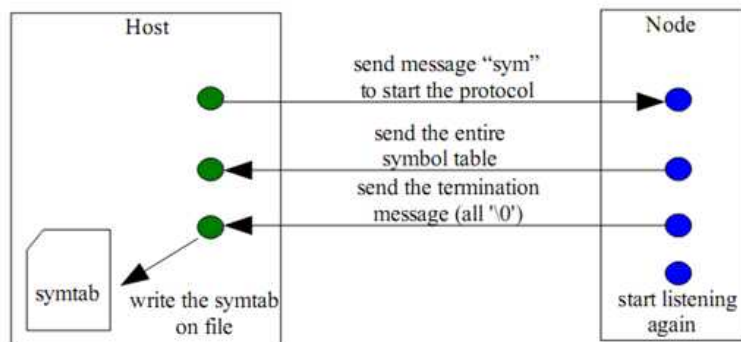 Host
Node
send message “sym”
to start the protocol
send the entire
symbol table
send the termination
message (all '\0')
symtab
write the symtab
on file
start listening
again